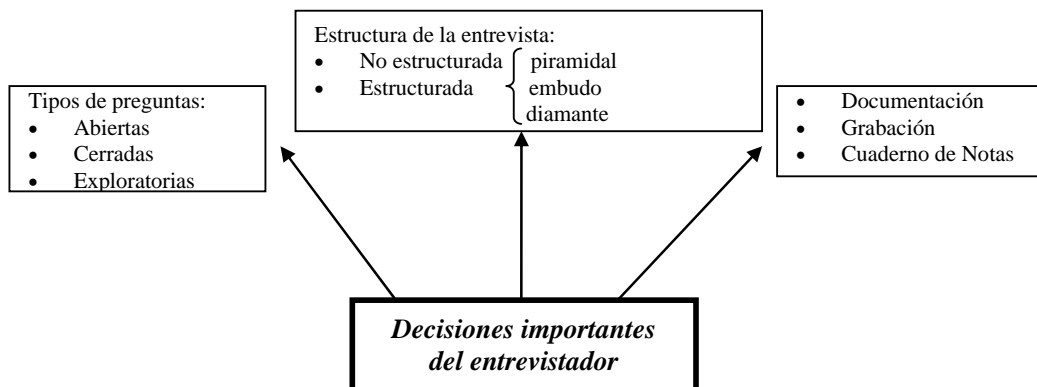 Estructura de la entrevista:
• No estructurada
• Estructurada
piramidal
embudo
diamante
Tipos de preguntas:
• Abiertas
• Cerradas
• Exploratorias
• Documentación
• Grabación
• Cuaderno de Notas
Decisiones importantes
del entrevistador